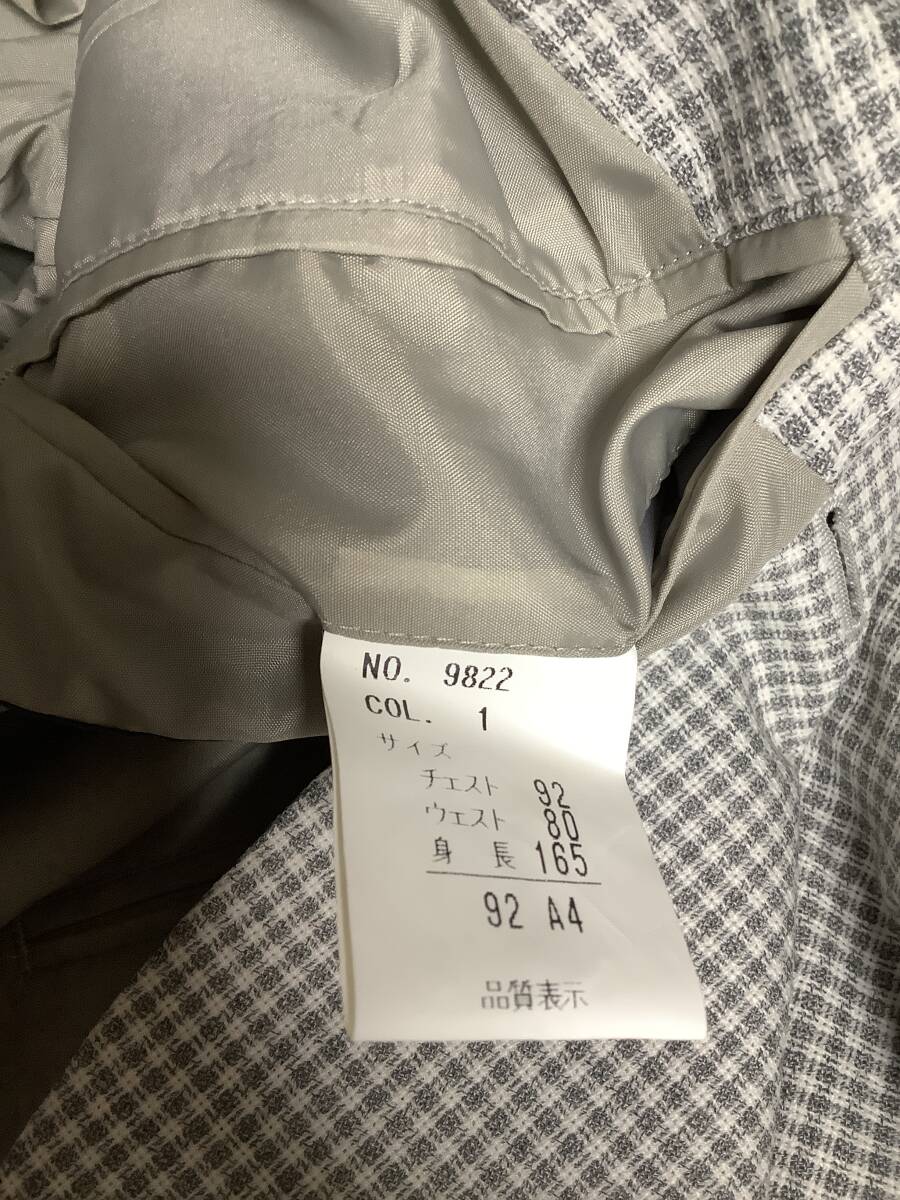 NO. 9822
COL. 1
サイズ
チェスト 92
ウェスト 80
身長 165
92 A4
品質表示